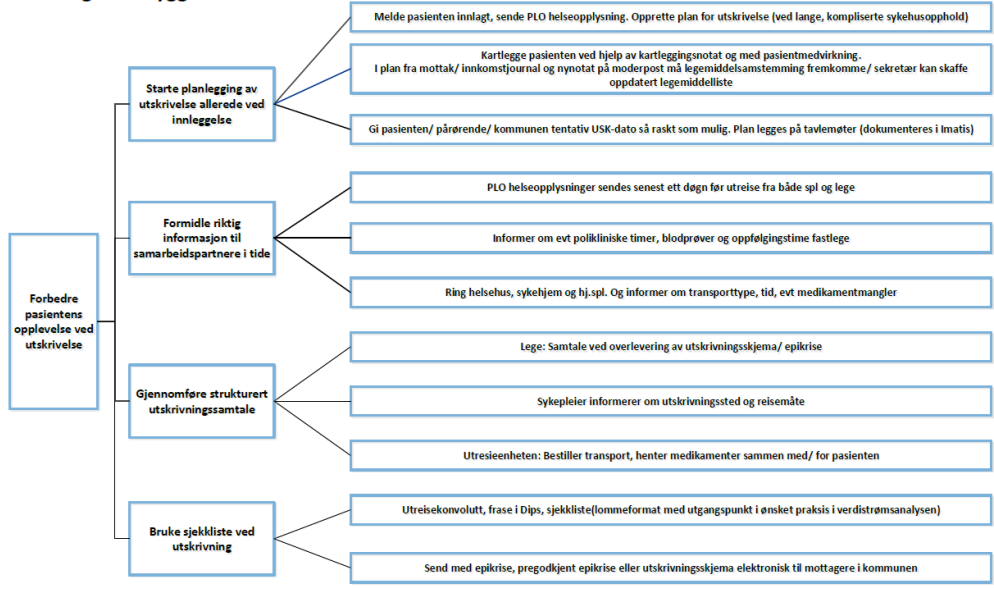 Melde pasienten innlagt, sende PLO helseopplysning. Opprette plan for utskrivelse (ved lange, kompliserte sykehusopphold)
Kartlegge pasienten ved hjelp av kartleggingsnotat og med pasientmedvirkning.
I plan fra mottak/ innkomstjournal og nynotat på moderpost må legemiddelsamstemming fremkomme/ sekretær kan skaffe
oppdatert legemiddelliste
Starte planlegging av
utskrivelse allerede ved
innleggelse
Gi pasienten/ pårørende/ kommunen tentativ USK-dato så raskt som mulig. Plan legges på tavlemøter (dokumenteres i Imatis)
PLO helseopplysninger sendes senest ett døgn før utreise fra både spl og lege
Formidle riktig
informasjon til
samarbeidspartnere i tide
Informer om evt polikliniske timer, blodprøver og oppfølgingstime fastlege
Ring helsehus, sykehjem og hj.spl. Og informer om transporttype, tid, evt medikamentmangler
Forbedre
pasientens
opplevelse ved
utskrivelse
Lege: Samtale ved overlevering av utskrivningsskjema/ epikrise
Gjennomføre strukturert
utskrivningssamtale
Sykepleier informerer om utskrivningssted og reisemåte
Utresieenheten: Bestiller transport, henter medikamenter sammen med/ for pasienten
Utreisekonvolutt, frase i Dips, sjekkliste(lommeformat med utgangspunkt i ønsket praksis i verdistrømsanalysen)
Bruke sjekkliste ved
utskrivning
Send med epikrise, pregodkjent epikrise eller utskrivningsskjema elektronisk til mottagere i kommunen